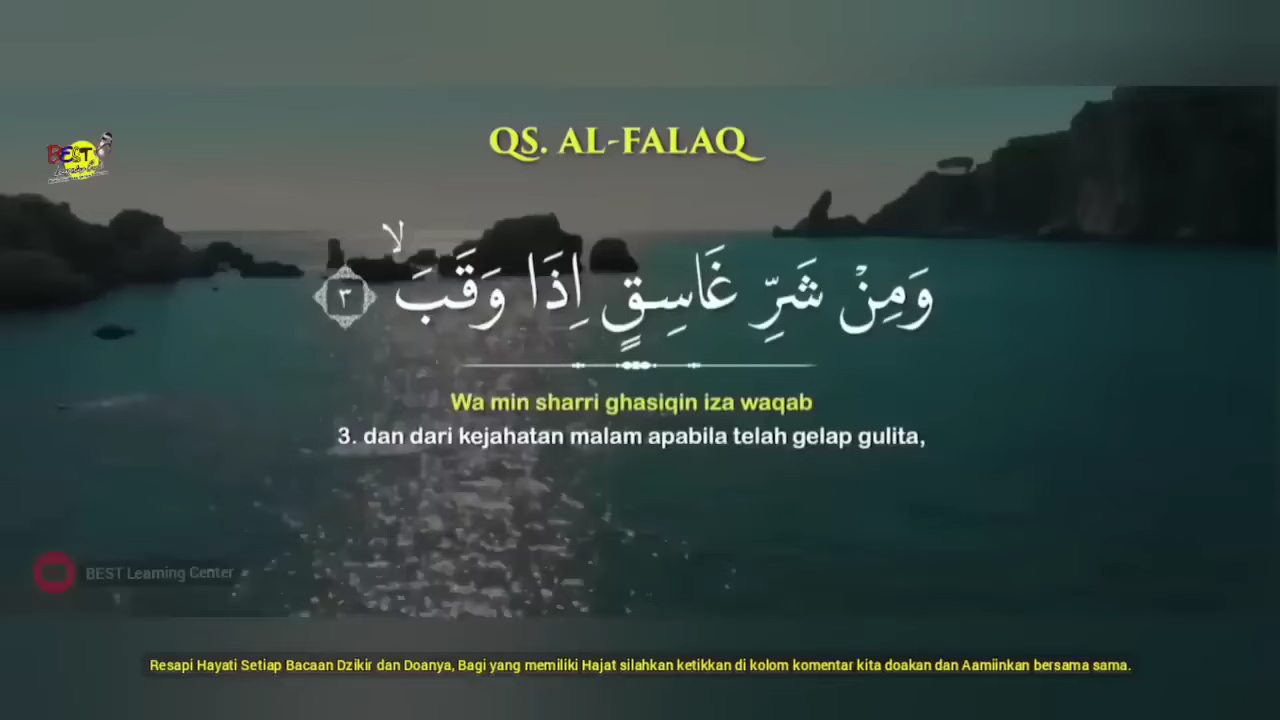 QS. AL-FALAQ
BEST
وَمِنْ شَرِّ غَاسِقٍ اِذَا وَقَبَۙ ٣
Wa min sharri ghasiqin iza waqab
3. dan dari kejahatan malam apabila telah gelap gulita,
BEST Learning Center
Resapi Hayati Setiap Bacaan Dzikir dan Doanya, Bagi yang memiliki Hajat silahkan ketikkan di kolom komentar kita doakan dan Aamiinkan bersama sama.